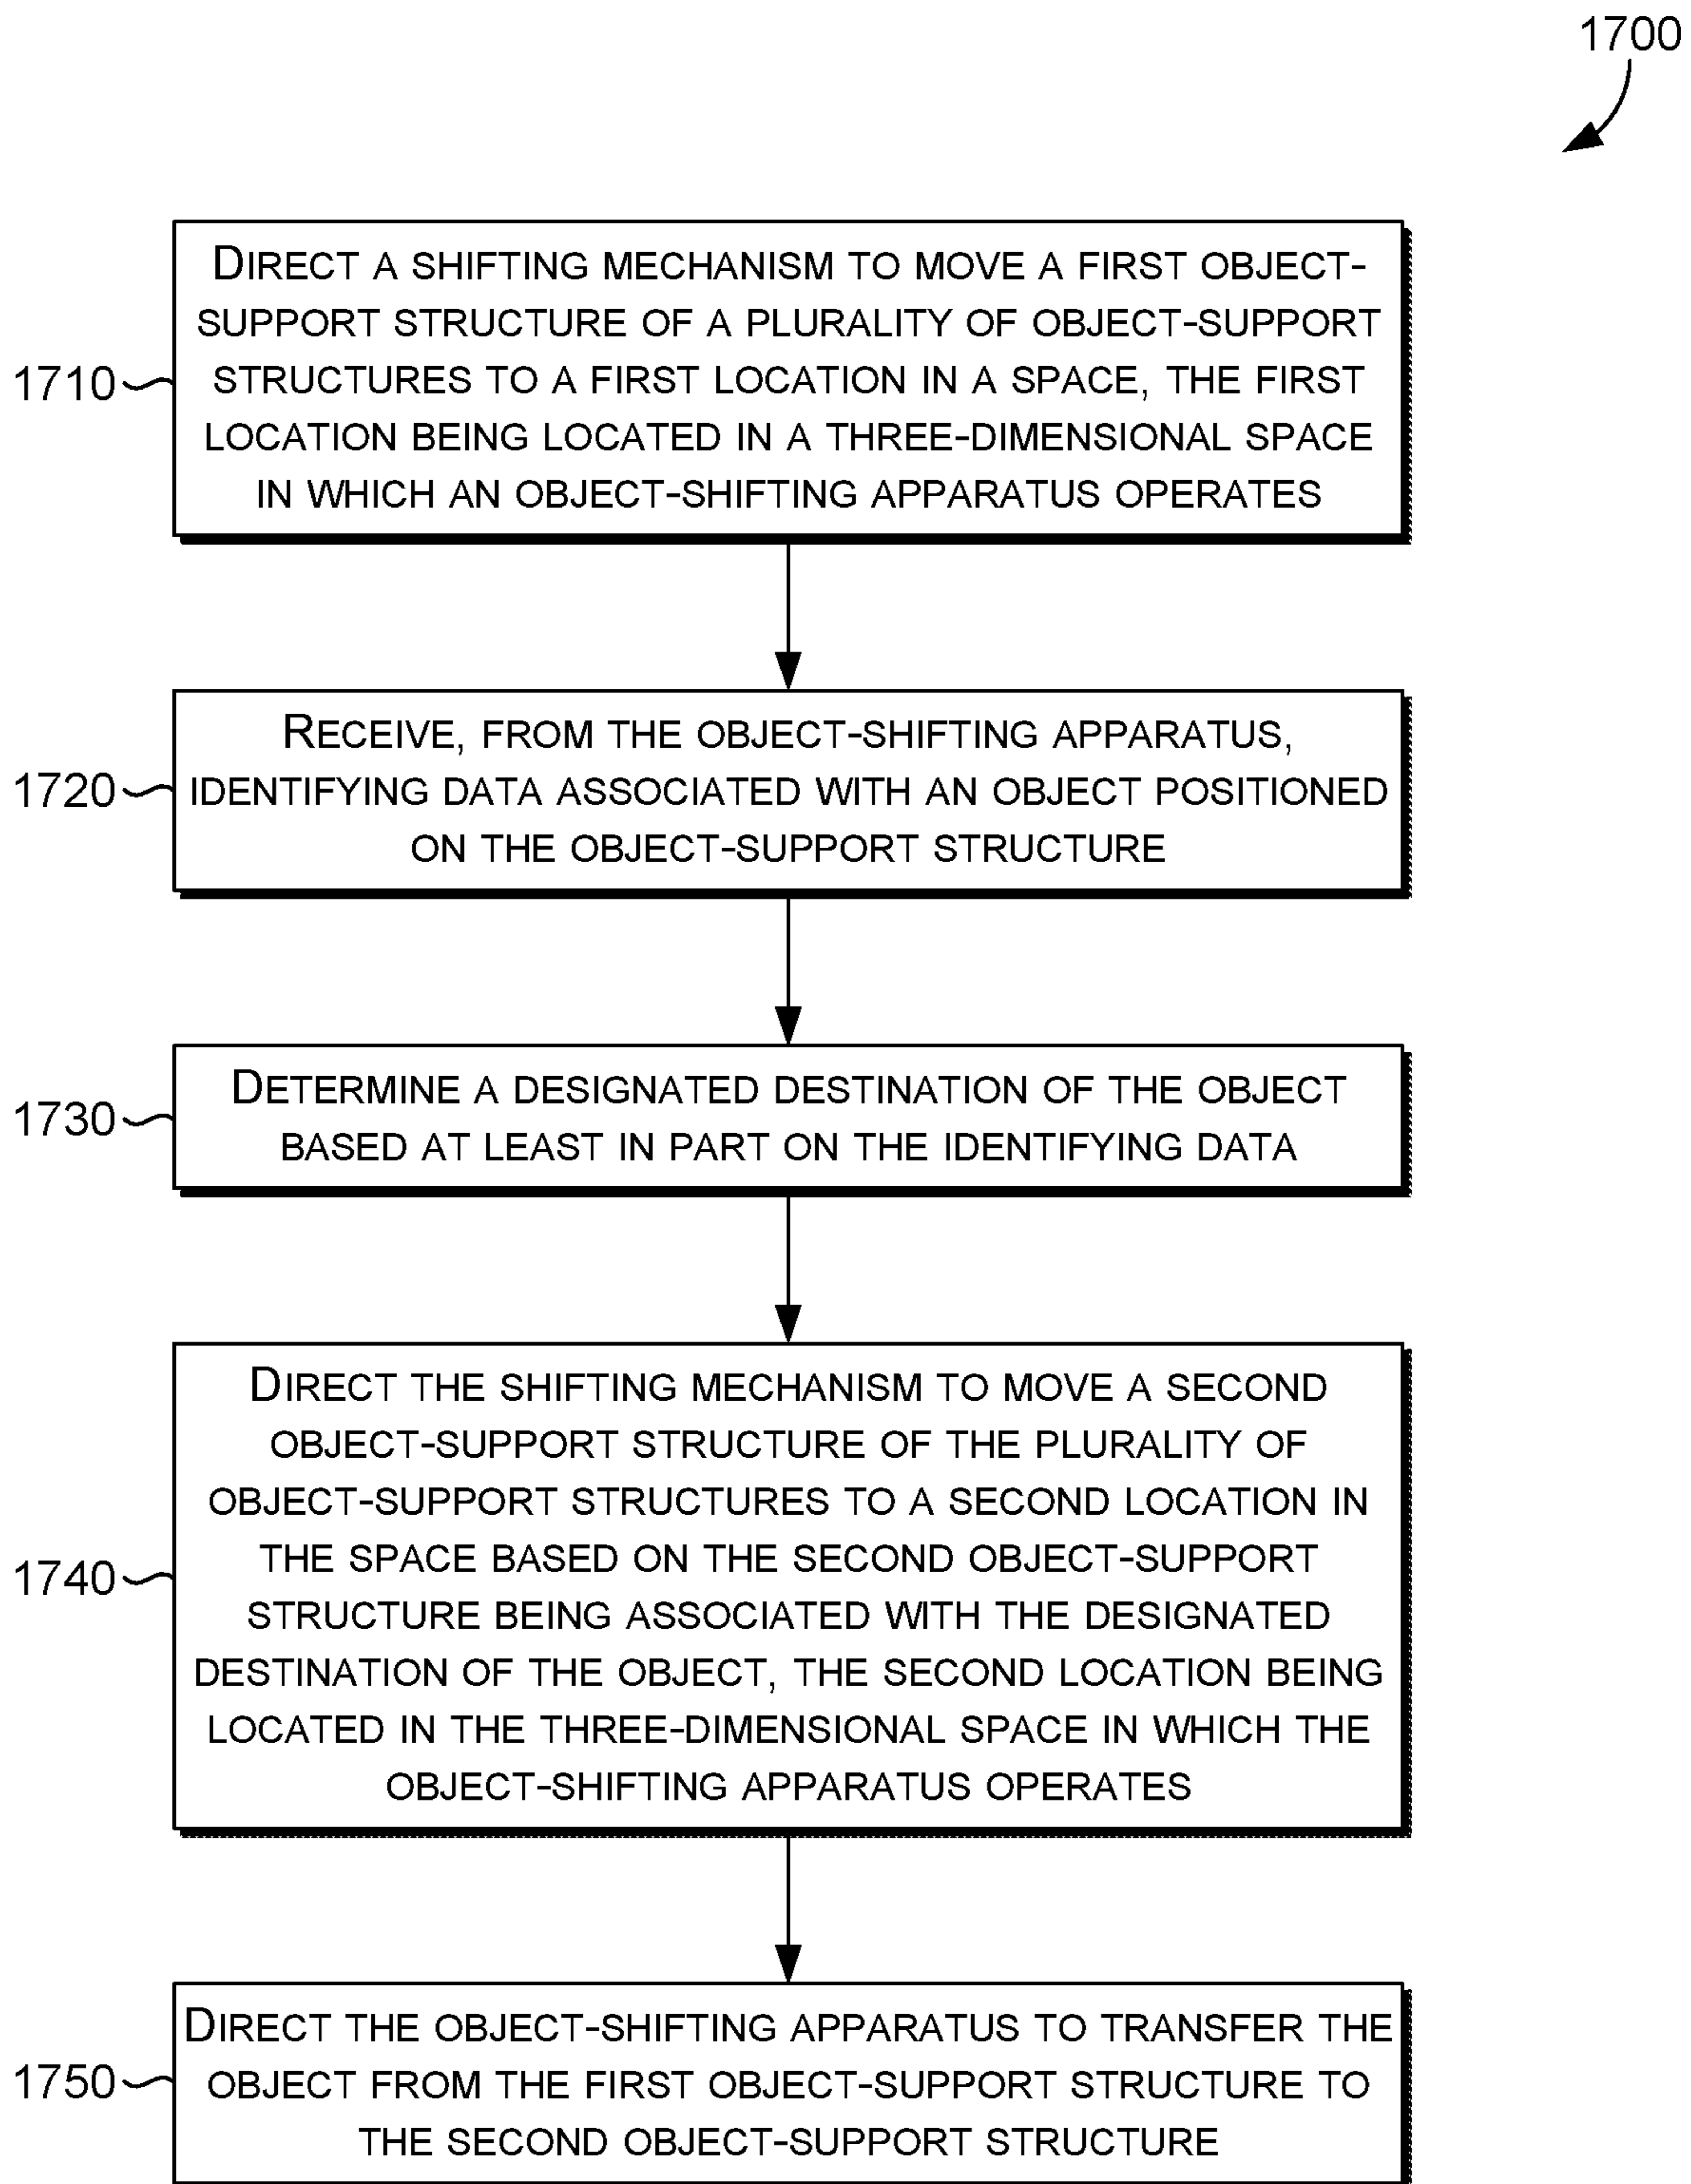 1700
DIRECT A SHIFTING MECHANISM TO MOVE A FIRST OBJECT-
SUPPORT STRUCTURE OF A PLURALITY OF OBJECT-SUPPORT
STRUCTURES TO A FIRST LOCATION IN A SPACE, THE FIRST
LOCATION BEING LOCATED IN A THREE-DIMENSIONAL SPACE
IN WHICH AN OBJECT-SHIFTING APPARATUS OPERATES
1710
RECEIVE, FROM THE OBJECT-SHIFTING APPARATUS,
IDENTIFYING DATA ASSOCIATED WITH AN OBJECT POSITIONED
ON THE OBJECT-SUPPORT STRUCTURE
1720
DETERMINE A DESIGNATED DESTINATION OF THE OBJECT
BASED AT LEAST IN PART ON THE IDENTIFYING DATA
1730
DIRECT THE SHIFTING MECHANISM TO MOVE A SECOND
OBJECT-SUPPORT STRUCTURE OF THE PLURALITY OF
OBJECT-SUPPORT STRUCTURES TO A SECOND LOCATION IN
THE SPACE BASED ON THE SECOND OBJECT-SUPPORT
STRUCTURE BEING ASSOCIATED WITH THE DESIGNATED
DESTINATION OF THE OBJECT, THE SECOND LOCATION BEING
LOCATED IN THE THREE-DIMENSIONAL SPACE IN WHICH THE
OBJECT-SHIFTING APPARATUS OPERATES
1740
DIRECT THE OBJECT-SHIFTING APPARATUS TO TRANSFER THE
OBJECT FROM THE FIRST OBJECT-SUPPORT STRUCTURE TO
THE SECOND OBJECT-SUPPORT STRUCTURE
1750